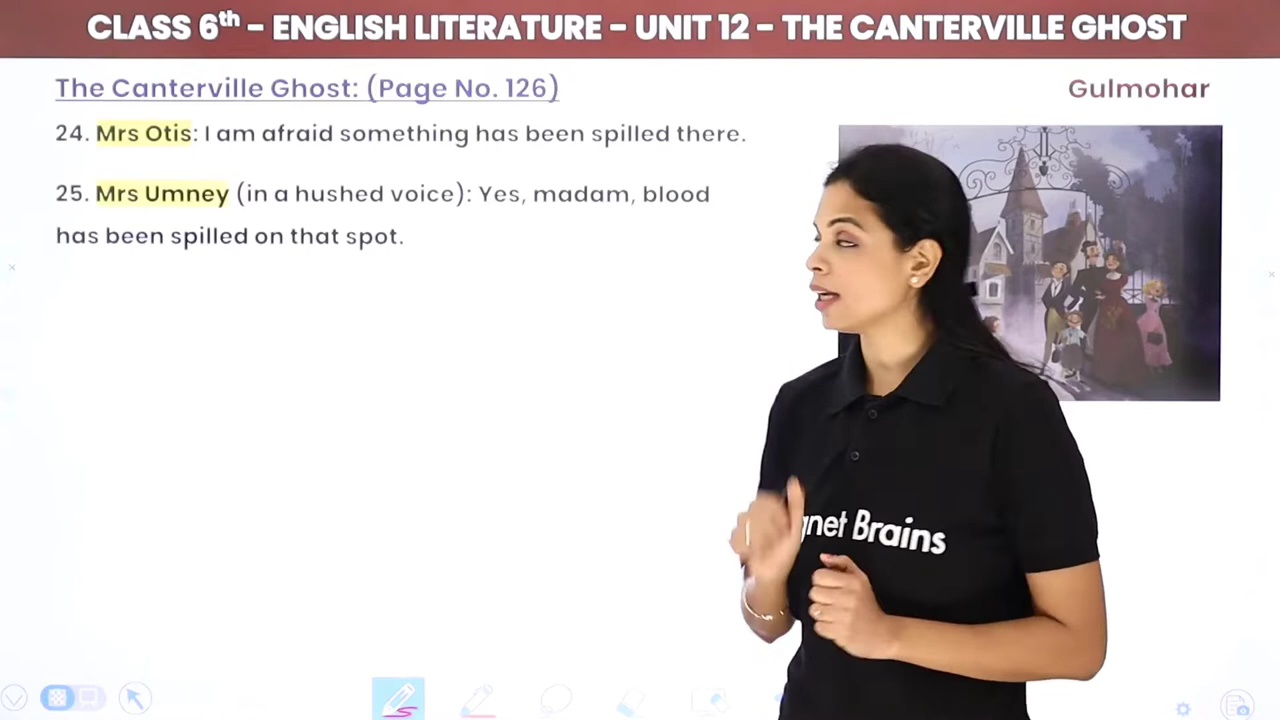 CLASS 6th – ENGLISH LITERATURE – UNIT 12 – THE CANTERVILLE GHOST
The Canterville Ghost: (Page No. 126)
Gulmohar
24. Mrs Otis: I am afraid something has been spilled there.
25. Mrs Umney (in a hushed voice): Yes, madam, blood
has been spilled on that spot.
gnet Brains